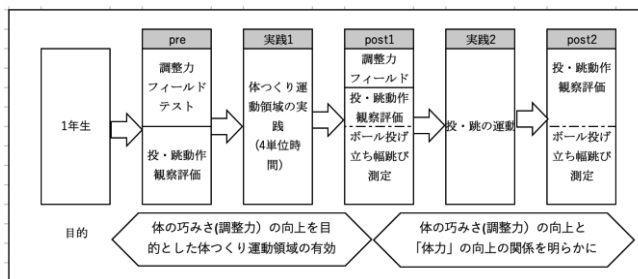 pre
実践1
post1
実践2
post2
1年生
調整力
フィールド
テスト
投・跳動作
観察評価
体つくり運
動領域の実
践
(4単位時間)
調整力
フィールド
投・跳動作
観察評価
ボール投げ
立ち幅跳び
測定
投・跳の運動
投・跳動作
観察評価
ボール投げ
立ち幅跳び
測定
目的
体の巧みさ(調整力）の向上を目
的とした体つくり運動領域の有効
体の巧みさ(調整力）の向上と
「体力」の向上の関係を明らかに